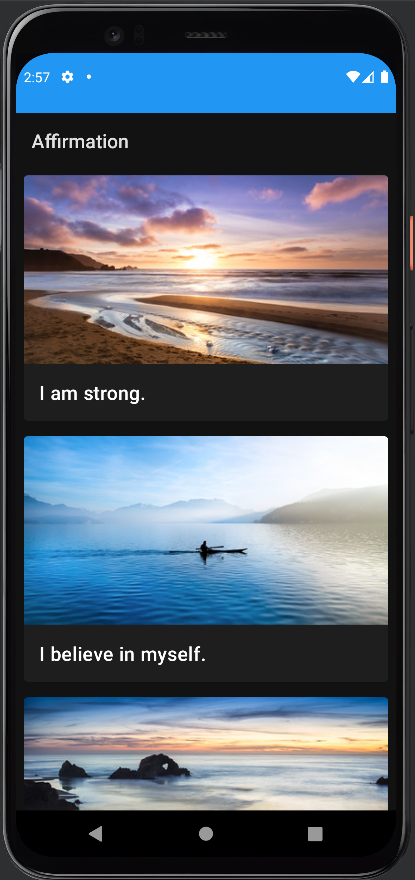 2:57
Affirmation
I am strong.
I believe in myself.